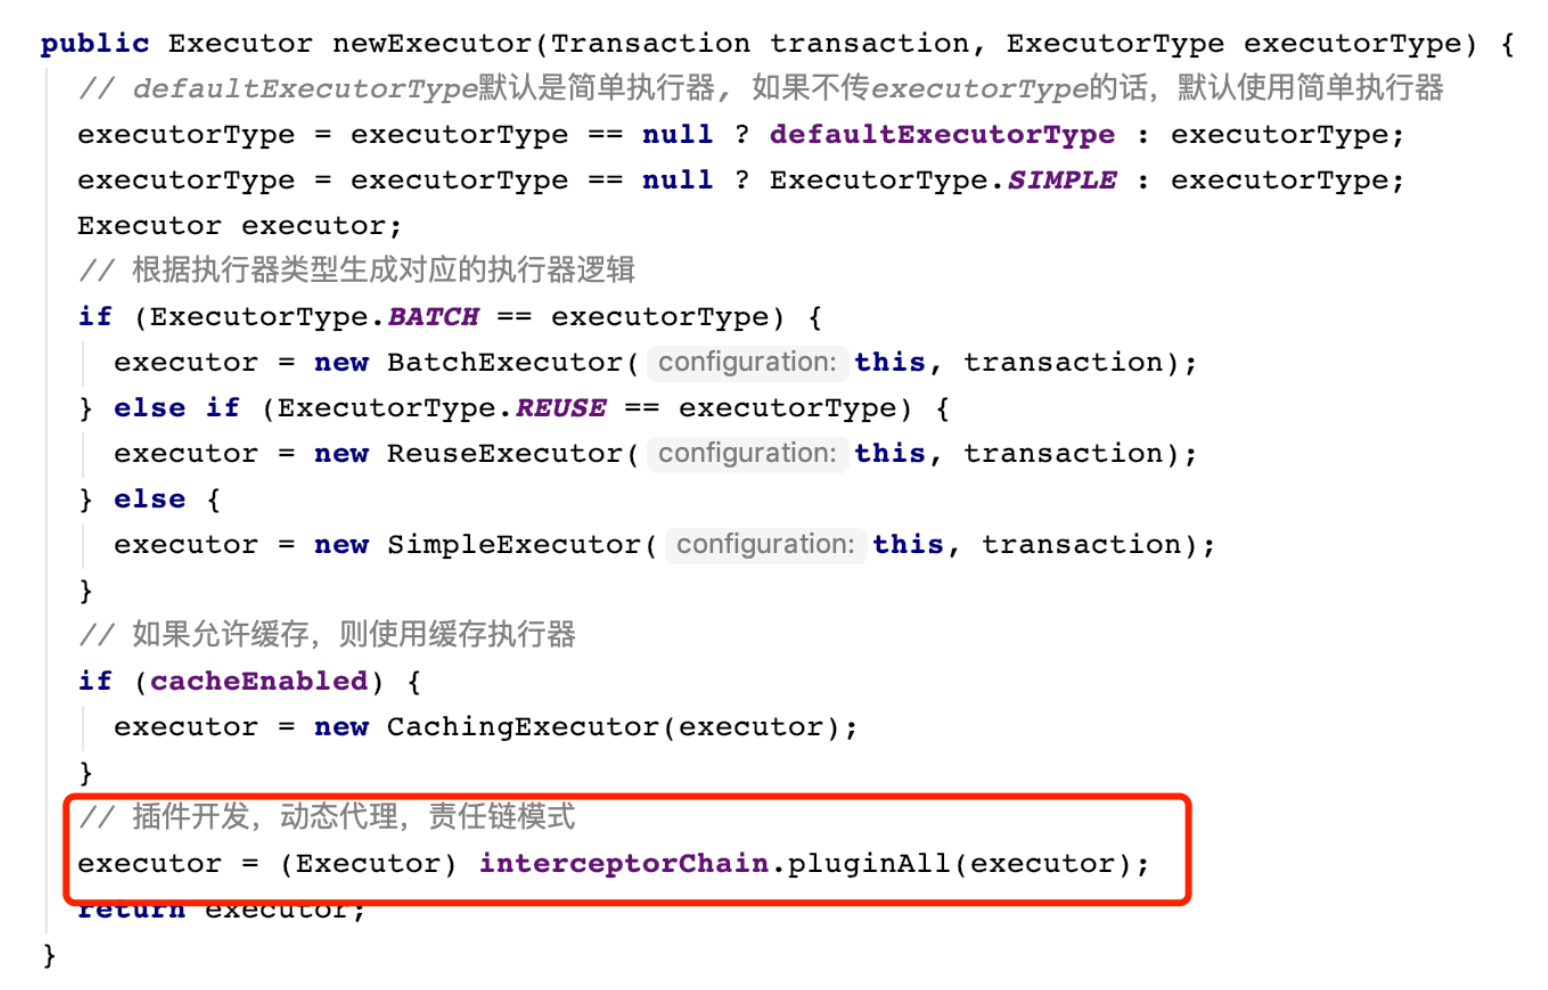 public Executor newExecutor(Transaction transaction, ExecutorType executorType) {
// defaultExecutorType默认是简单执行器, 如果不传executorType的话，默认使用简单执行器
executorType = executorType == null ? defaultExecutorType : executorType;
executorType = executorType == null ? ExecutorType.SIMPLE : executorType;
Executor executor;
// 根据执行器类型生成对应的执行器逻辑
if (ExecutorType.BATCH == executorType) {
executor = new BatchExecutor( configuration: this, transaction);
} else if (ExecutorType.REUSE == executorType) {
executor = new ReuseExecutor( configuration: this, transaction);
} else {
executor = new SimpleExecutor( configuration: this, transaction);
}
// 如果允许缓存，则使用缓存执行器
if (cacheEnabled) {
executor = new CachingExecutor(executor);
}
// 插件开发，动态代理，责任链模式
executor = (Executor) interceptorChain.pluginAll(executor);
return executor;
}